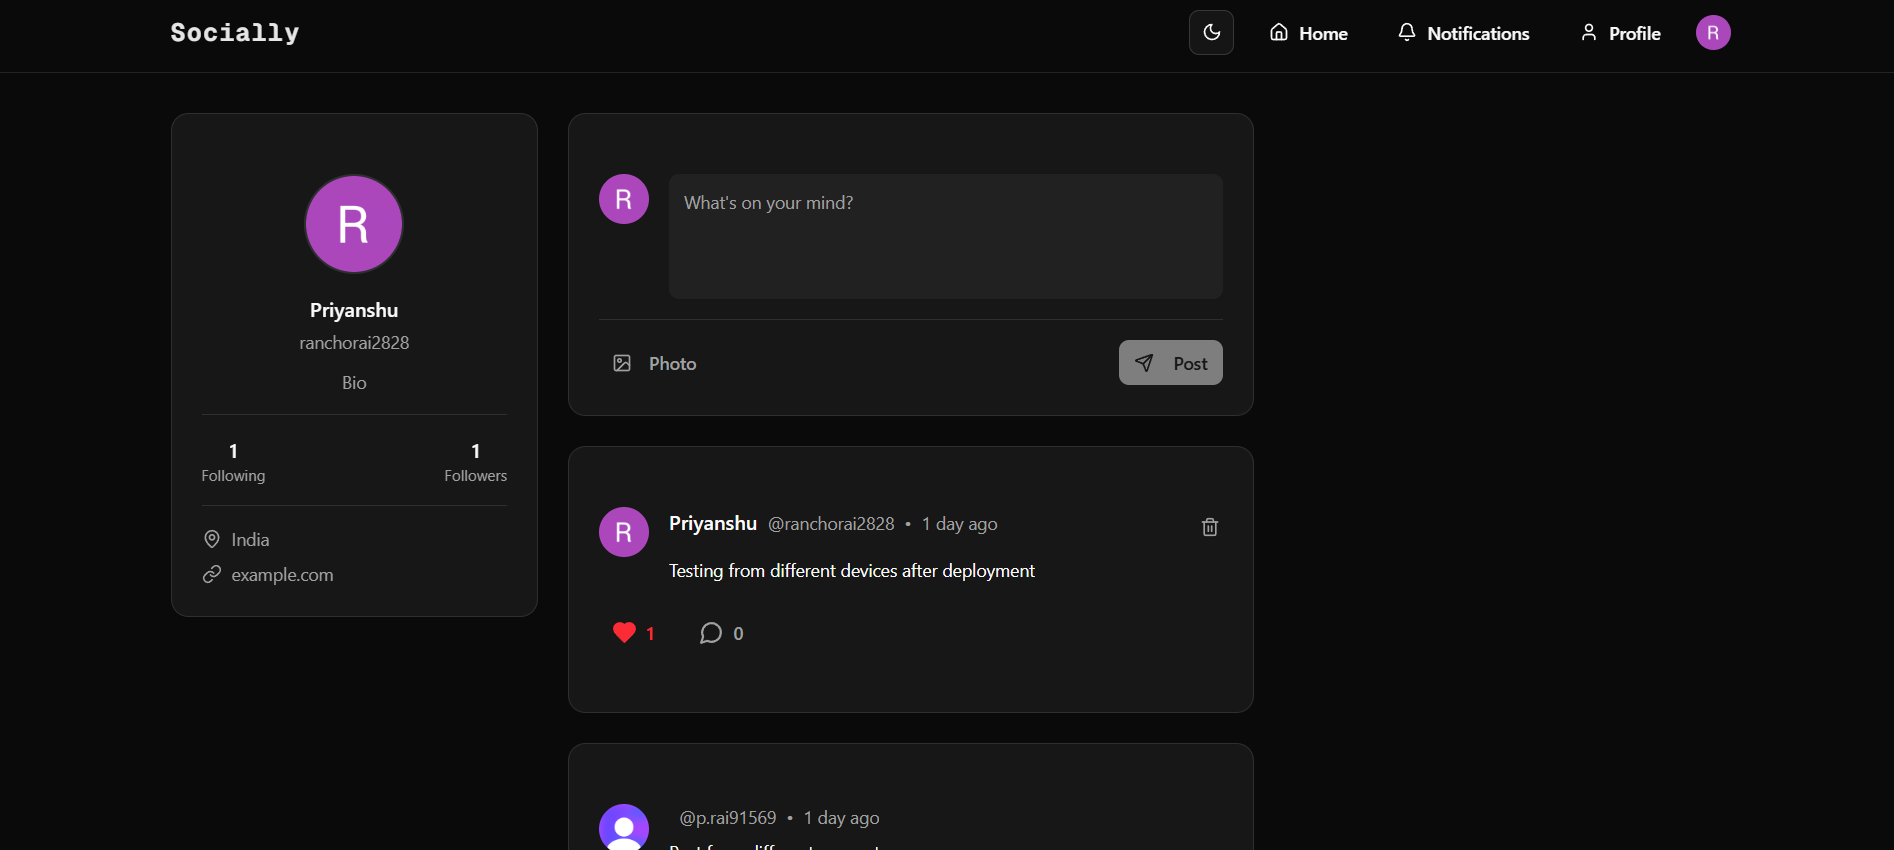 Socially
Home
Notifications
Profile
R
R
Priyanshu
ranchorai2828
Bio
1
Following
1
Followers
India
example.com
R
What's on your mind?
Photo
Post
R
Priyanshu @ranchorai2828 • 1 day ago
Testing from different devices after deployment
1
0
@p.rai91569 • 1 day ago